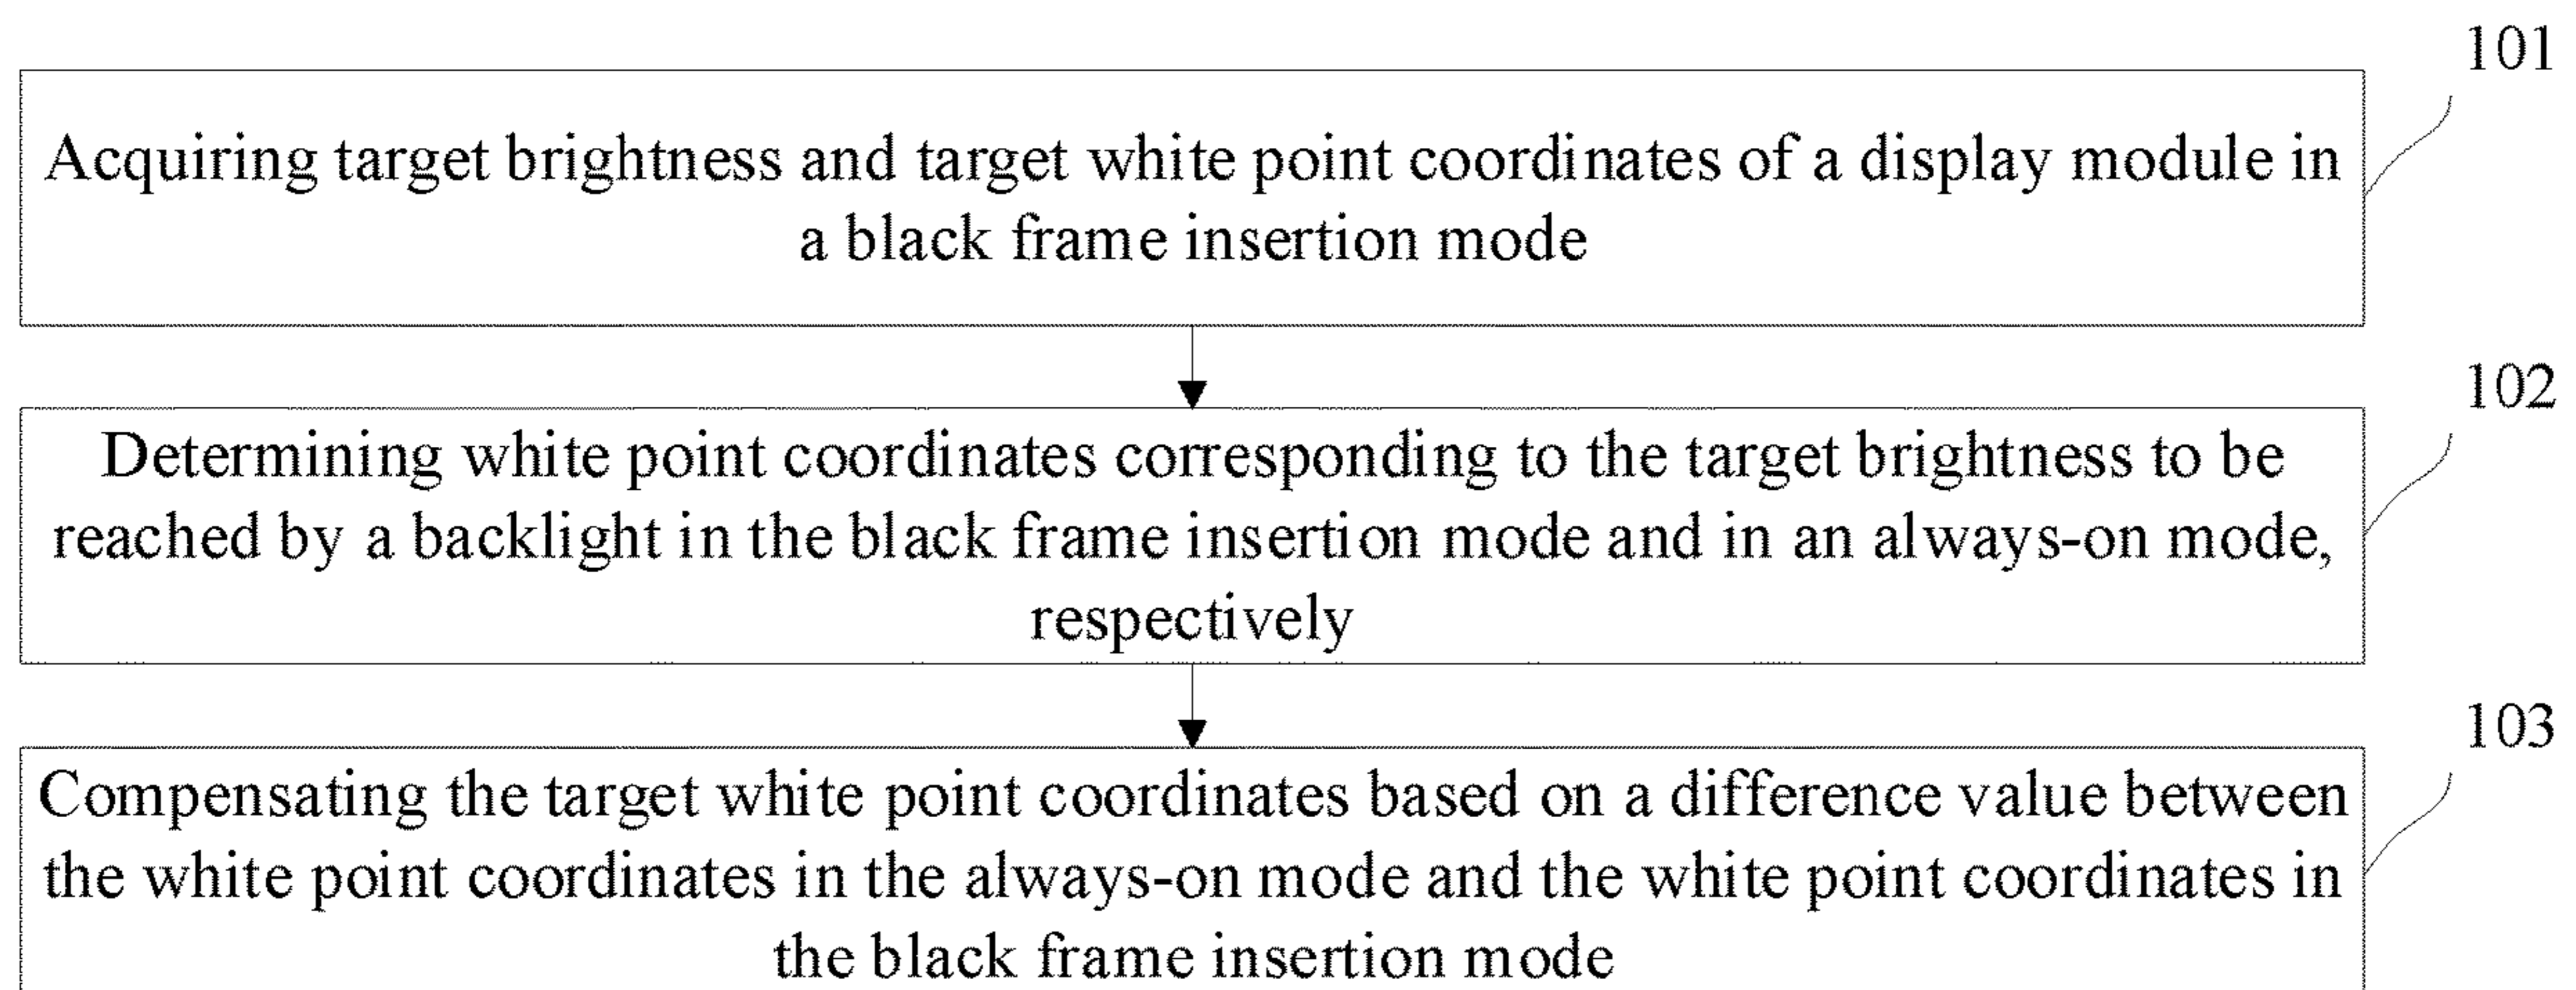 101
Acquiring target brightness and target white point coordinates of a display module in
a black frame insertion mode
102
Determining white point coordinates corresponding to the target brightness to be
reached by a backlight in the black frame insertion mode and in an always-on mode,
respectively
103
Compensating the target white point coordinates based on a difference value between
the white point coordinates in the always-on mode and the white point coordinates in
the black frame insertion mode